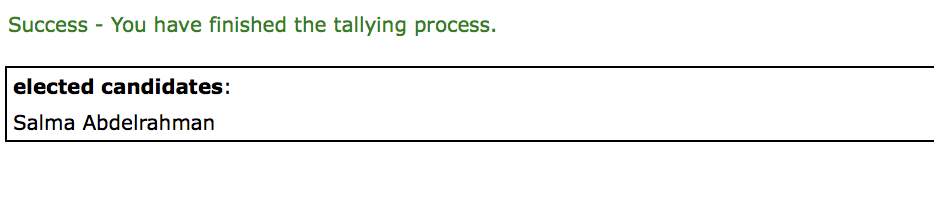 Success - You have finished the tallying process.
elected candidates:
Salma Abdelrahman